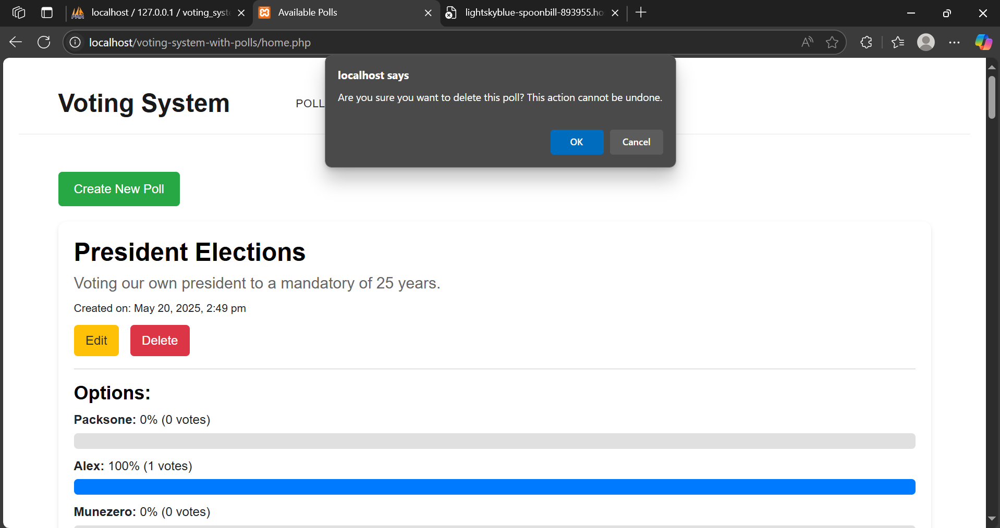 localhost / 127.0.0.1 / voting_syst
Available Polls
lightskyblue-spoonbill-893955.ho
localhost/voting-system-with-polls/home.php
localhost says
Are you sure you want to delete this poll? This action cannot be undone.
OK
Cancel
Voting System
POLL
Create New Poll
President Elections
Voting our own president to a mandatory of 25 years.
Created on: May 20, 2025, 2:49 pm
Edit
Delete
Options:
Packsone: 0% (0 votes)
Alex: 100% (1 votes)
Munezero: 0% (0 votes)